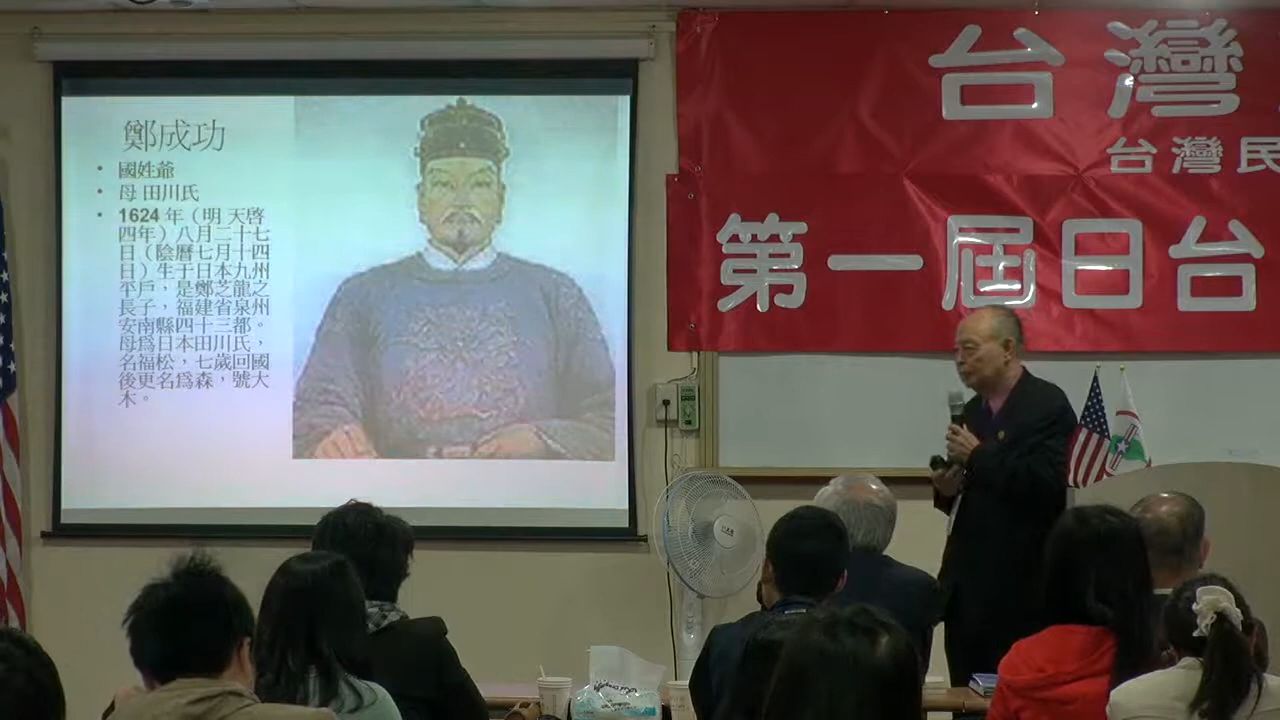 鄭成功
• 國姓爺
• 母 田川氏
• 1624 年（明 天啓
四年）八月二十七
日（陰曆七月十四
日）生于日本九州
平戶，是鄭芝龍之
長子，福建省泉州
安南縣四十三都。
母爲日本田川氏，
名福松，七歲回國
後更名爲森，號大
木。
台灣
台灣民
第一屆日台